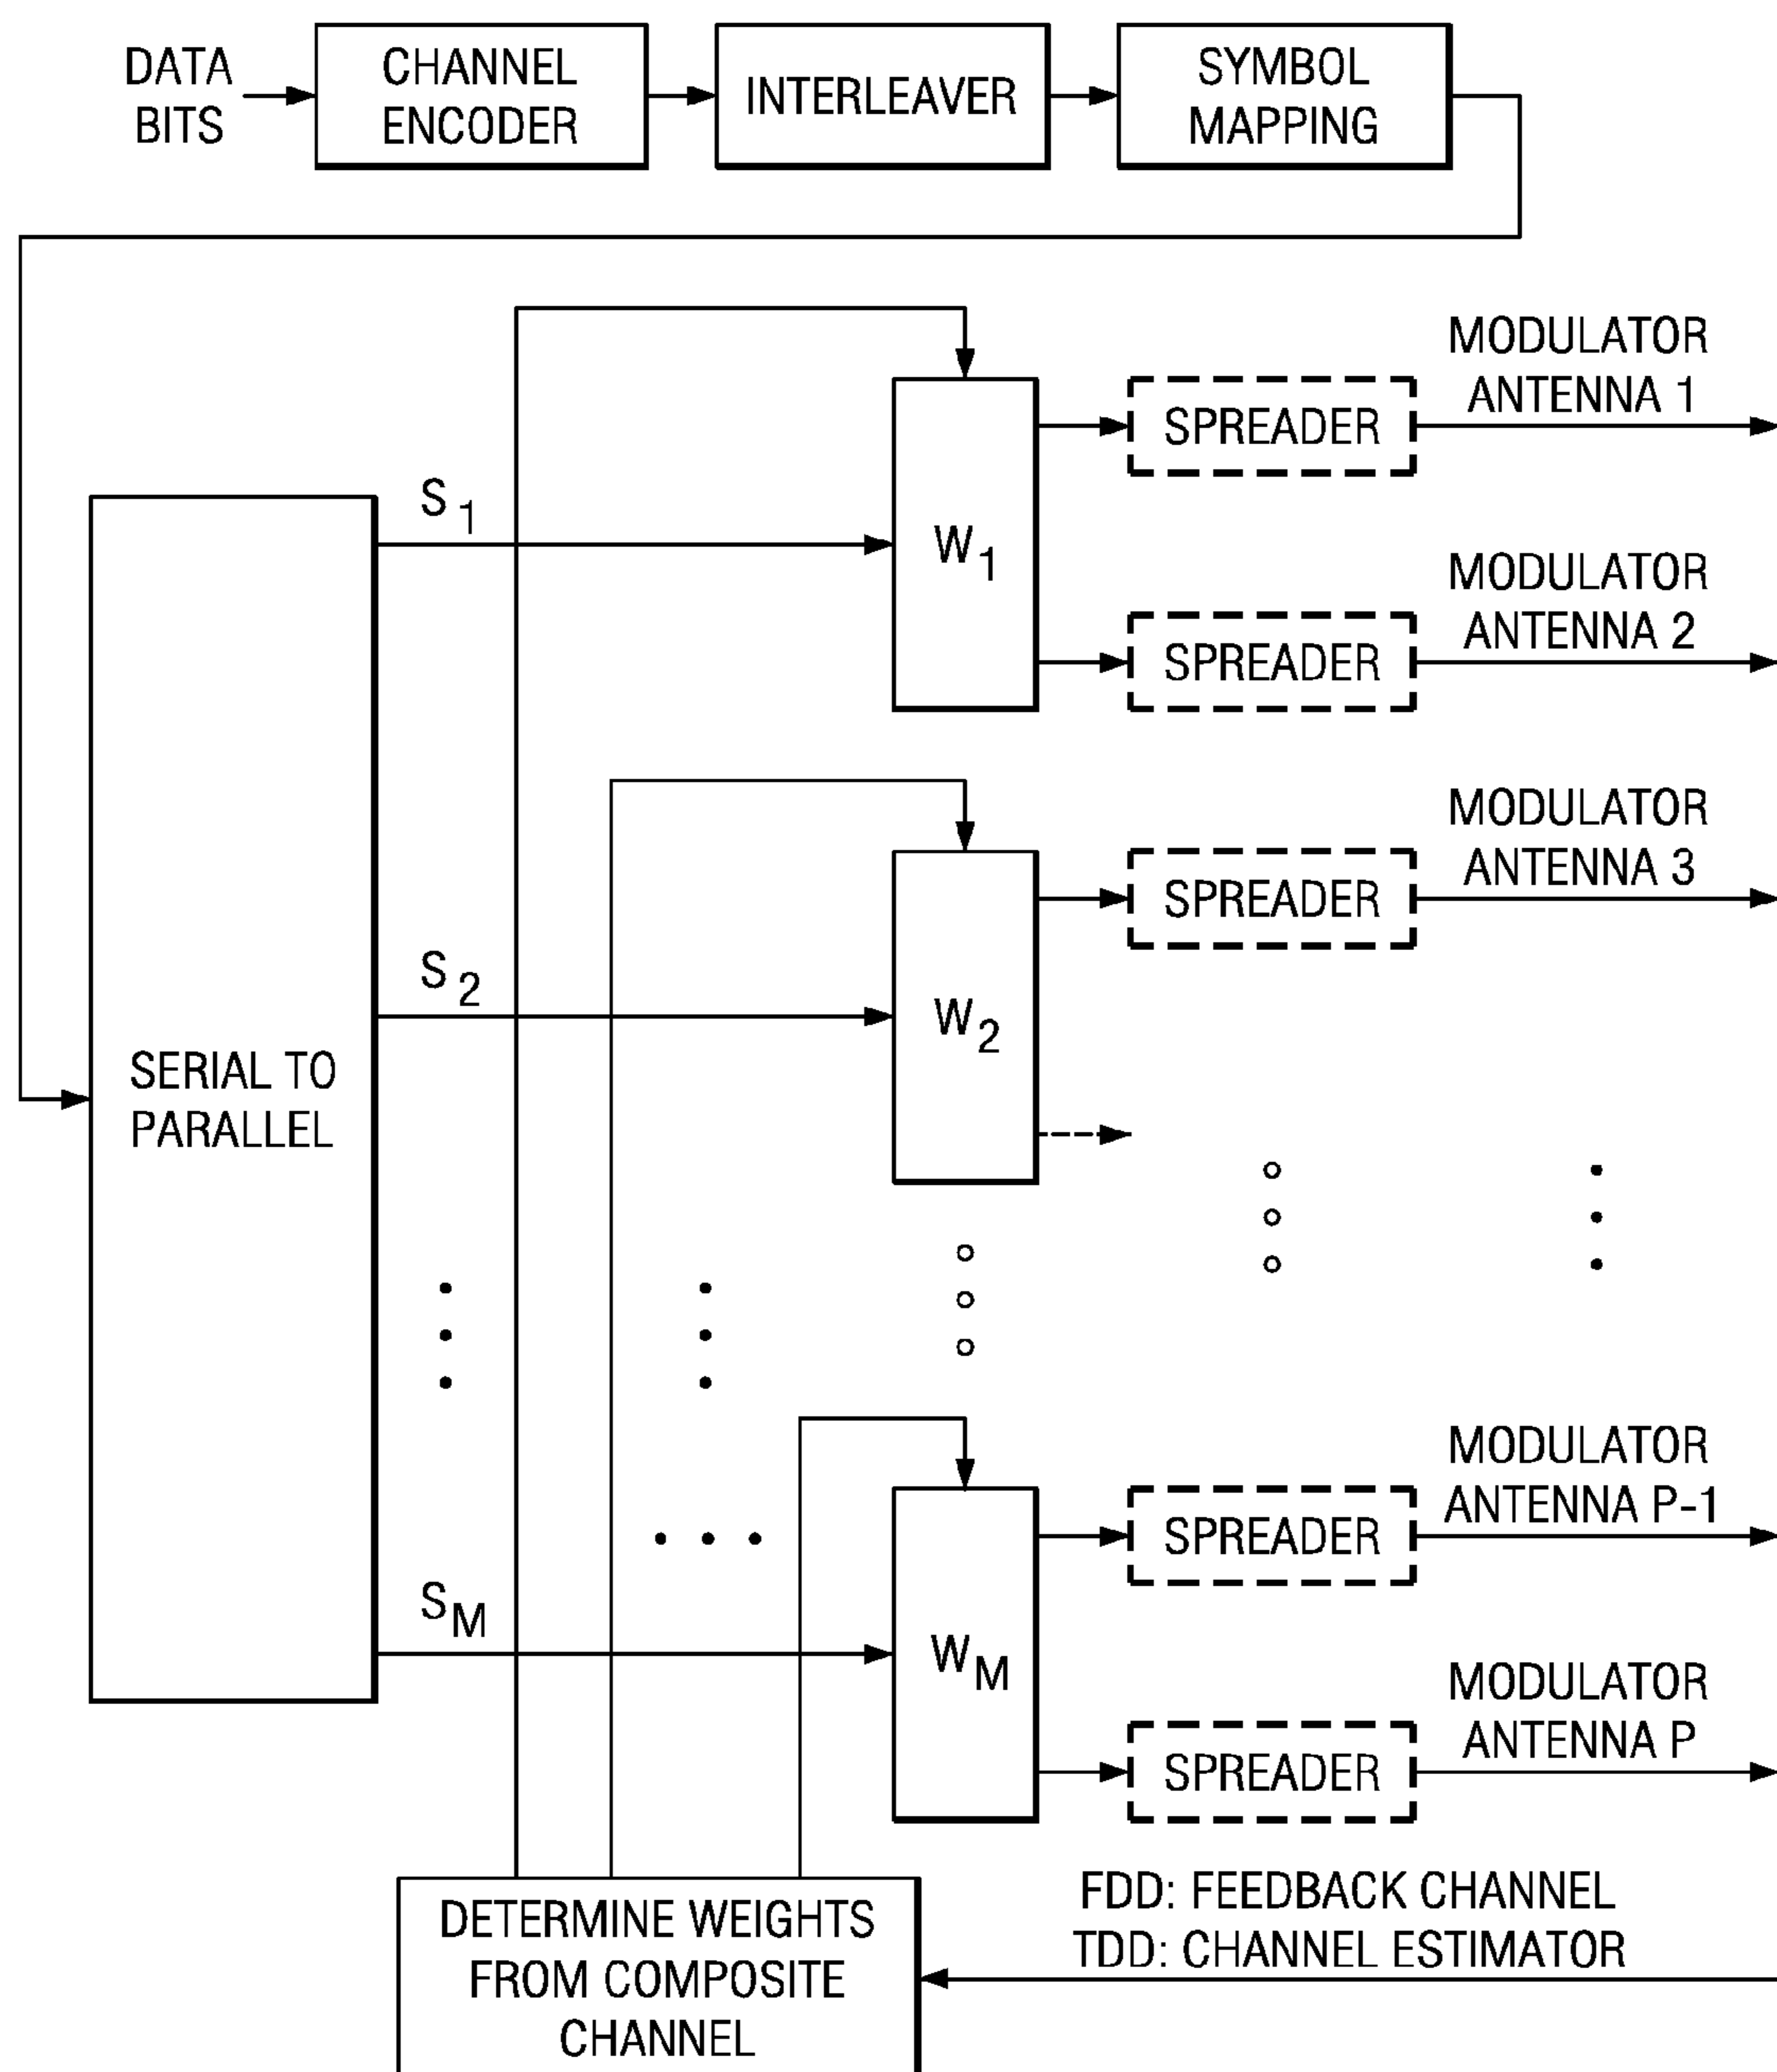 DATA
BITS
CHANNEL
ENCODER
INTERLEAVER
SYMBOL
MAPPING
MODULATOR
ANTENNA 1
SPREADER
S1
W1
MODULATOR
ANTENNA 2
SPREADER
MODULATOR
ANTENNA 3
SPREADER
S2
W2
SERIAL TO
PARALLEL
MODULATOR
ANTENNA P-1
SPREADER
SM
WM
MODULATOR
ANTENNA P
SPREADER
FDD: FEEDBACK CHANNEL
TDD: CHANNEL ESTIMATOR
DETERMINE WEIGHTS
FROM COMPOSITE
CHANNEL